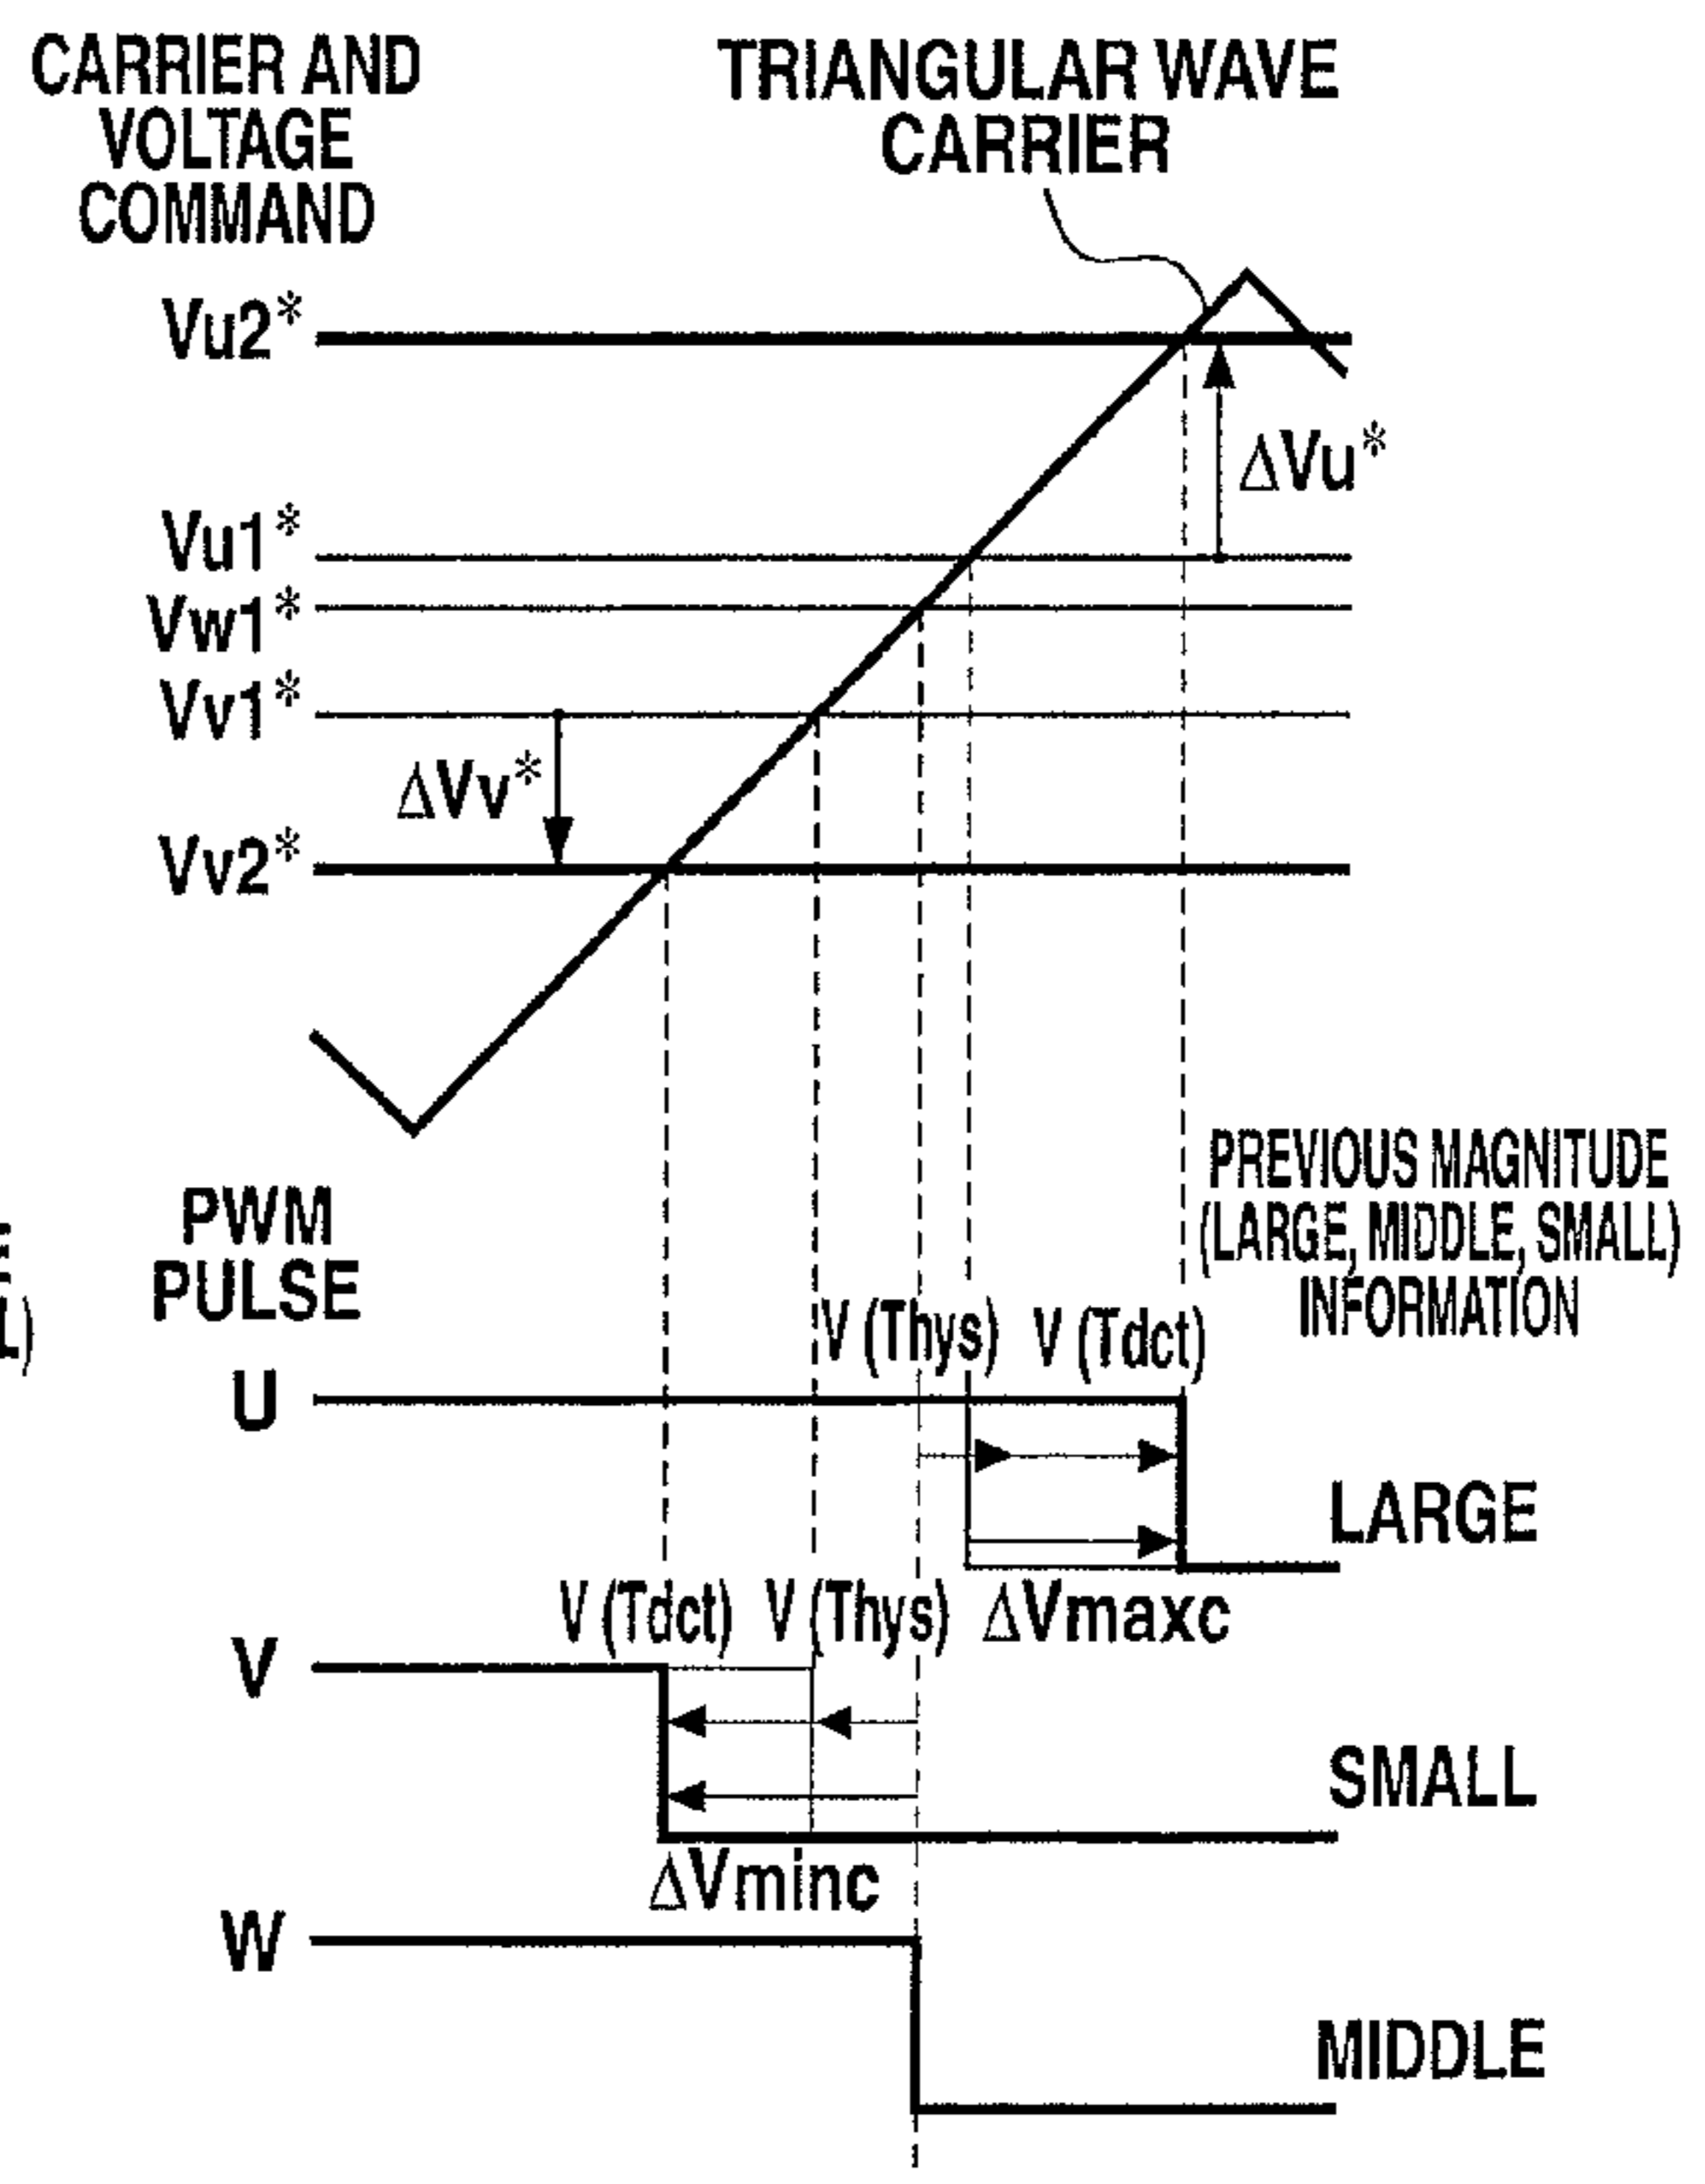 CARRIER AND
VOLTAGE
COMMAND
TRIANGULAR WAVE
CARRIER
Vu2*
ΔVu*
Vu1*
Vw1*
Vv1*
ΔVv*
Vv2*
PREVIOUS MAGNITUDE
(LARGE, MIDDLE, SMALL)
INFORMATION
PWM
PULSE
L)
V (Thys) V (Tdct)
U
LARGE
V (Tdct) V (Thys) ΔVmaxc
V
SMALL
ΔVminc
W
MIDDLE